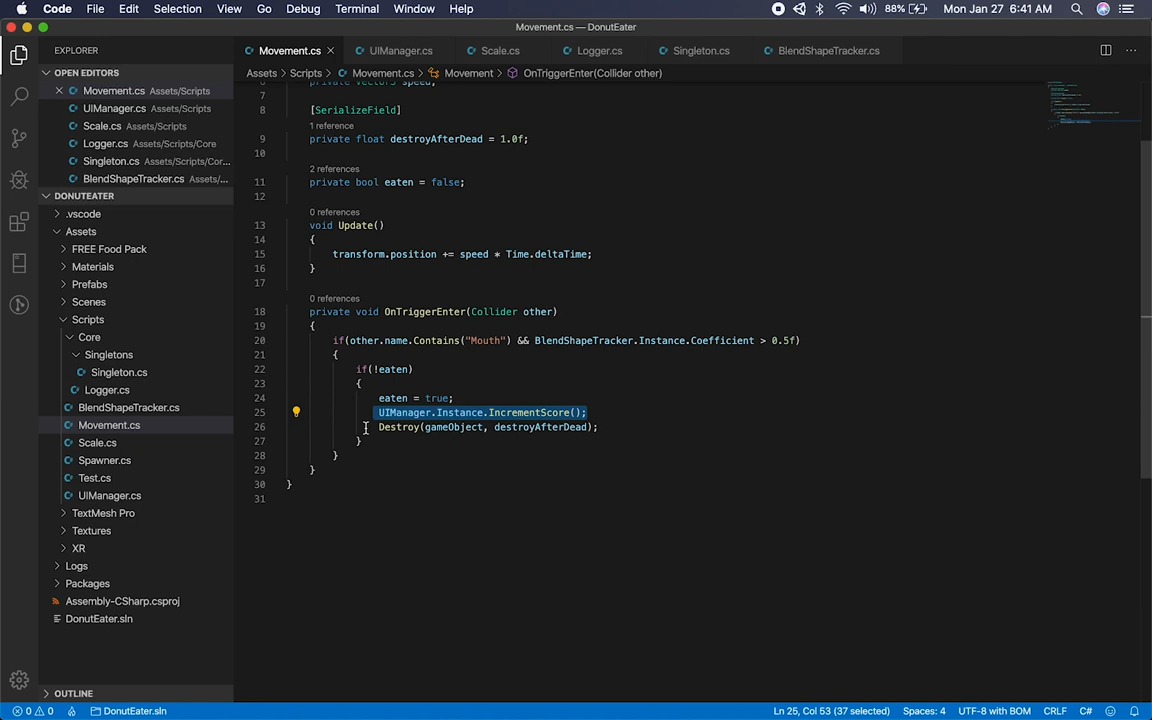 Code File Edit Selection View Go Debug Terminal Window Help 88% Mon Jan 27 6:41 AM
Movement.cs — DonutEater
EXPLORER
Movement.cs UIManager.cs Scale.cs Logger.cs Singleton.cs BlendShapeTracker.cs
Assets > Scripts > Movement.cs > Movement > OnTriggerEnter(Collider other)
OPEN EDITORS
Movement.cs Assets/Scripts
UIManager.cs Assets/Scripts
Scale.cs Assets/Scripts
Logger.cs Assets/Scripts/Core
Singleton.cs Assets/Scripts/Cor...
BlendShapeTracker.cs Assets/...
DONUTEATER
.vscode
Assets
FREE Food Pack
Materials
Prefabs
Scenes
Scripts
Core
Singletons
Singleton.cs
Logger.cs
BlendShapeTracker.cs
Movement.cs
Scale.cs
Spawner.cs
Test.cs
UIManager.cs
TextMesh Pro
Textures
XR
Logs
Packages
Assembly-CSharp.csproj
DonutEater.sln
OUTLINE
6 private Vector3 speed;
7
8 [SerializeField]
1 reference
9 private float destroyAfterDead = 1.0f;
10
2 references
11 private bool eaten = false;
12
0 references
13 void Update()
14 {
15 transform.position += speed * Time.deltaTime;
16 }
17
0 references
18 private void OnTriggerEnter(Collider other)
19 {
20 if(other.name.Contains("Mouth") && BlendShapeTracker.Instance.Coefficient > 0.5f)
21 {
22 if(!eaten)
23 {
24 eaten = true;
25 UIManager.Instance.IncrementScore();
26 Destroy(gameObject, destroyAfterDead);
27 }
28 }
29 }
30 }
31
0 0 DonutEater.sln Ln 25, Col 53 (37 selected) Spaces: 4 UTF-8 with BOM CRLF C#